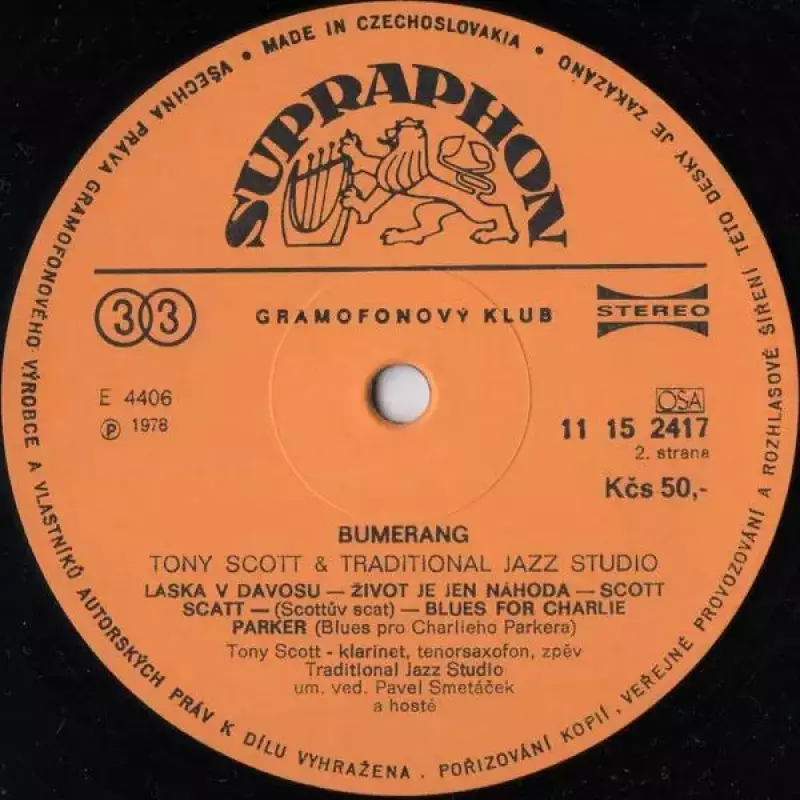 MADE IN CZECHOSLOVAKIA •
VŠECHNA PRÁVA GRAMOFONOVÉHO VÝROBCE A VLASTNÍKŮ AUTORSKÝCH PRÁV K DÍLU VYHRAŽENA . POŘIZOVÁNÍ KOPIÍ , VEŘEJNÉ PROVOZOVÁNÍ A ROZHLASOVÉ ŠÍŘENÍ TÉTO DESKY JE ZAKÁZÁNO •
SUPRAPHON
33 GRAMOFONOVÝ KLUB STEREO
E 4406 OSA
℗ 1978 11 15 2417
2. strana
Kčs 50,-
BUMERANG
TONY SCOTT & TRADITIONAL JAZZ STUDIO
LÁSKA V DAVOSU — ŽIVOT JE JEN NÁHODA — SCOTT
SCATT — (Scottův scat) — BLUES FOR CHARLIE
PARKER (Blues pro Charlieho Parkera)
Tony Scott - klarinet, tenorsaxofon, zpěv
Traditional Jazz Studio
um. ved. Pavel Smetáček
a hosté